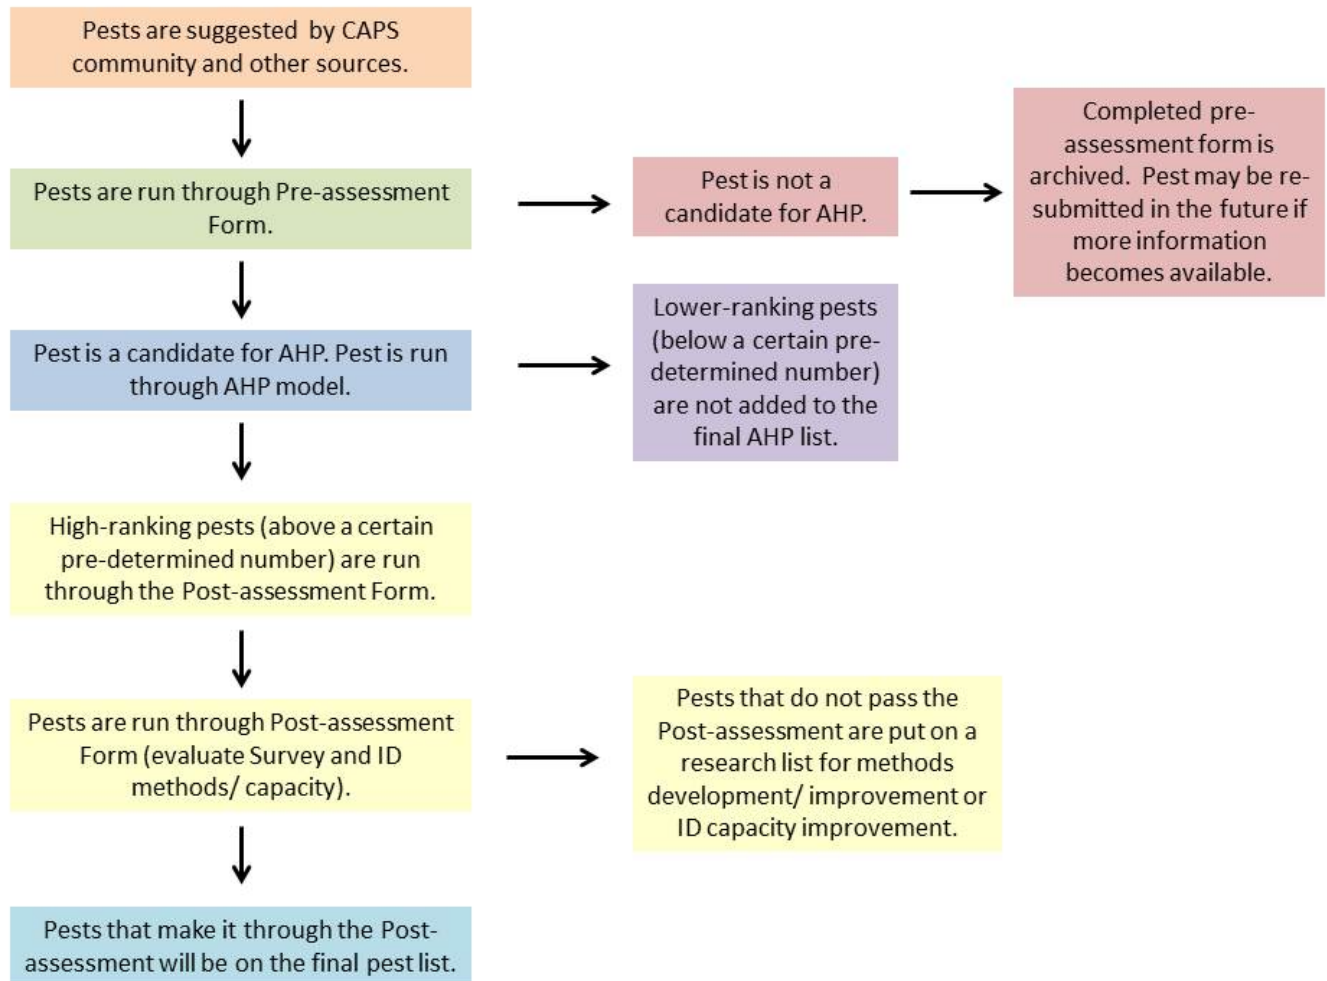 Pests are suggested by CAPS
community and other sources.
Pests are run through Pre-assessment
Form.
Pest is not a
candidate for AHP.
Completed pre-
assessment form is
archived. Pest may be re-
submitted in the future if
more information
becomes available.
Pest is a candidate for AHP. Pest is run
through AHP model.
Lower-ranking pests
(below a certain pre-
determined number)
are not added to the
final AHP list.
High-ranking pests (above a certain
pre-determined number) are run
through the Post-assessment Form.
Pests are run through Post-assessment
Form (evaluate Survey and ID
methods/ capacity).
Pests that do not pass the
Post-assessment are put on a
research list for methods
development/ improvement or
ID capacity improvement.
Pests that make it through the Post-
assessment will be on the final pest list.